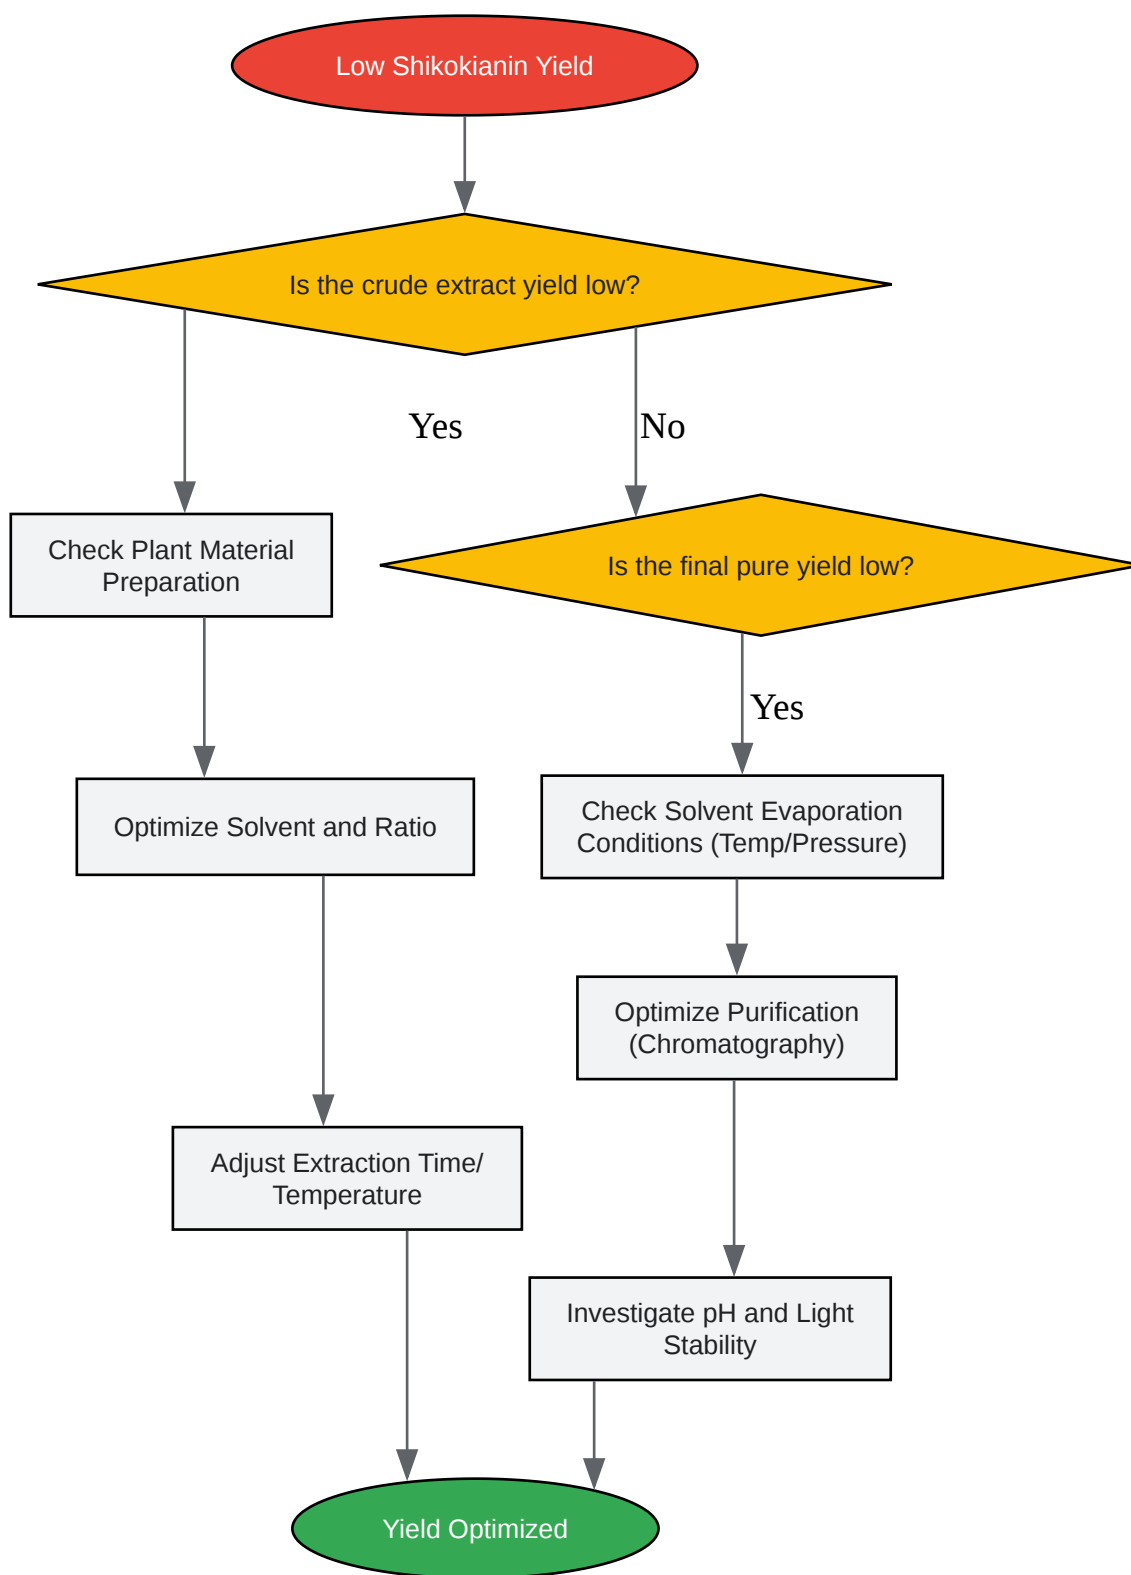 Low Shikokianin Yield
Is the crude extract yield low?
Yes
No
Check Plant Material
Preparation
Is the final pure yield low?
Yes
Optimize Solvent and Ratio
Check Solvent Evaporation
Conditions (Temp/Pressure)
Optimize Purification
(Chromatography)
Adjust Extraction Time/
Temperature
Investigate pH and Light
Stability
Yield Optimized